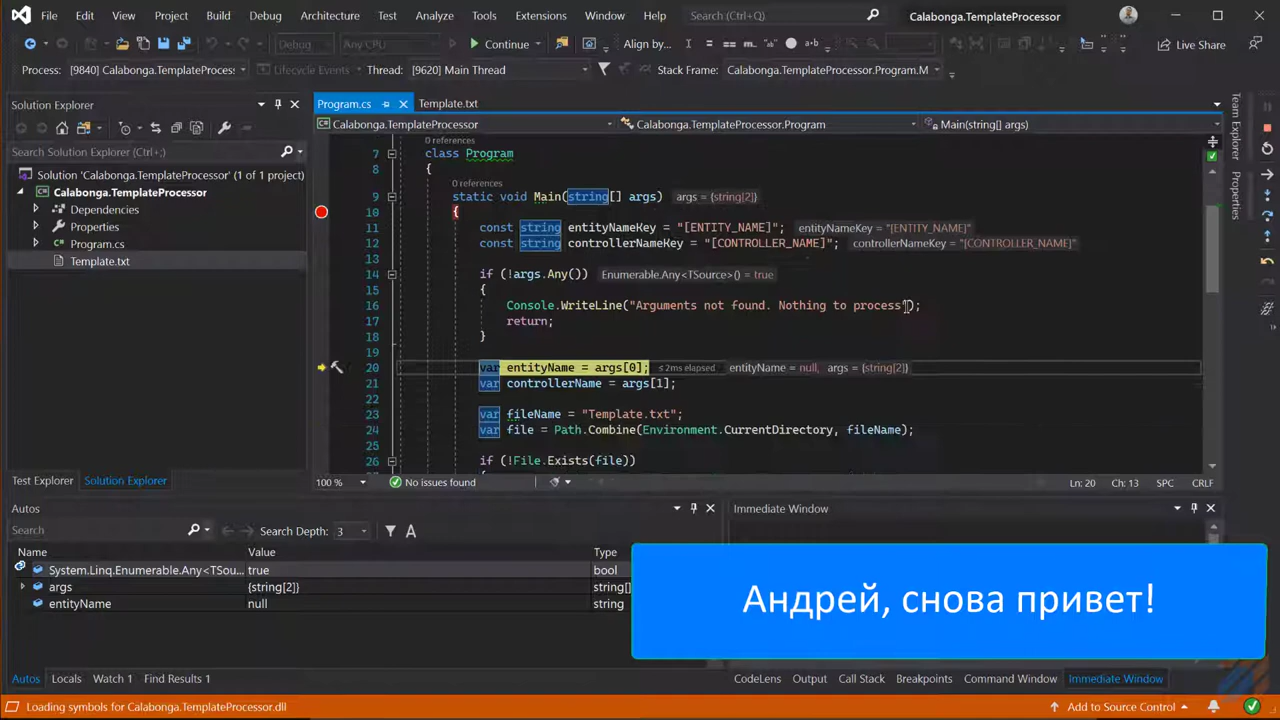 File Edit View Project Build Debug Architecture Test Analyze Tools Extensions Window Help Search (Ctrl+Q) Calabonga.TemplateProcessor
Debug Any CPU Continue Align by... Live Share
Process: [9840] Calabonga.TemplateProces: Lifecycle Events Thread: [9620] Main Thread Stack Frame: Calabonga.TemplateProcessor.Program.M
Solution Explorer
Program.cs Template.txt
Calabonga.TemplateProcessor Calabonga.TemplateProcessor.Program Main(string[] args)
Search Solution Explorer (Ctrl+;)
Solution 'Calabonga.TemplateProcessor' (1 of 1 project)
Calabonga.TemplateProcessor
Dependencies
Properties
Program.cs
Template.txt
0 references
7 class Program
8 {
0 references
9 static void Main(string[] args) args = {string[2]}
10 {
11 const string entityNameKey = "[ENTITY_NAME]"; entityNameKey = "[ENTITY_NAME]"
12 const string controllerNameKey = "[CONTROLLER_NAME]"; controllerNameKey = "[CONTROLLER_NAME]"
13
14 if (!args.Any()) Enumerable.Any<TSource>() = true
15 {
16 Console.WriteLine("Arguments not found. Nothing to process");
17 return;
18 }
19
20 var entityName = args[0]; ≤ 2ms elapsed entityName = null, args = {string[2]}
21 var controllerName = args[1];
22
23 var fileName = "Template.txt";
24 var file = Path.Combine(Environment.CurrentDirectory, fileName);
25
26 if (!File.Exists(file))
Team Explorer
Test Explorer Solution Explorer
100 % No issues found Ln: 20 Ch: 13 SPC CRLF
Autos
Immediate Window
Search Search Depth: 3 A
Name Value Type
System.Linq.Enumerable.Any<TSou... true bool
args {string[2]} string[]
entityName null string
Андрей, снова привет!
Autos Locals Watch 1 Find Results 1
CodeLens Output Call Stack Breakpoints Command Window Immediate Window
Loading symbols for Calabonga.TemplateProcessor.dll Add to Source Control